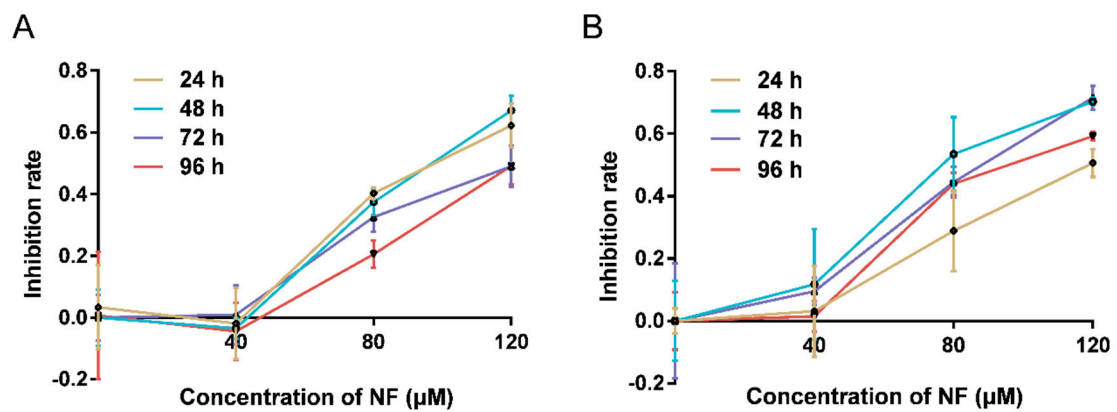 A
Inhibition rate
0.8
0.6
0.4
0.2
0.0
-0.2
24 h
48 h
72 h
96 h
40
80
120
Concentration of NF (μM)
B
Inhibition rate
0.8
0.6
0.4
0.2
0.0
-0.2
24 h
48 h
72 h
96 h
40
80
120
Concentration of NF (μM)